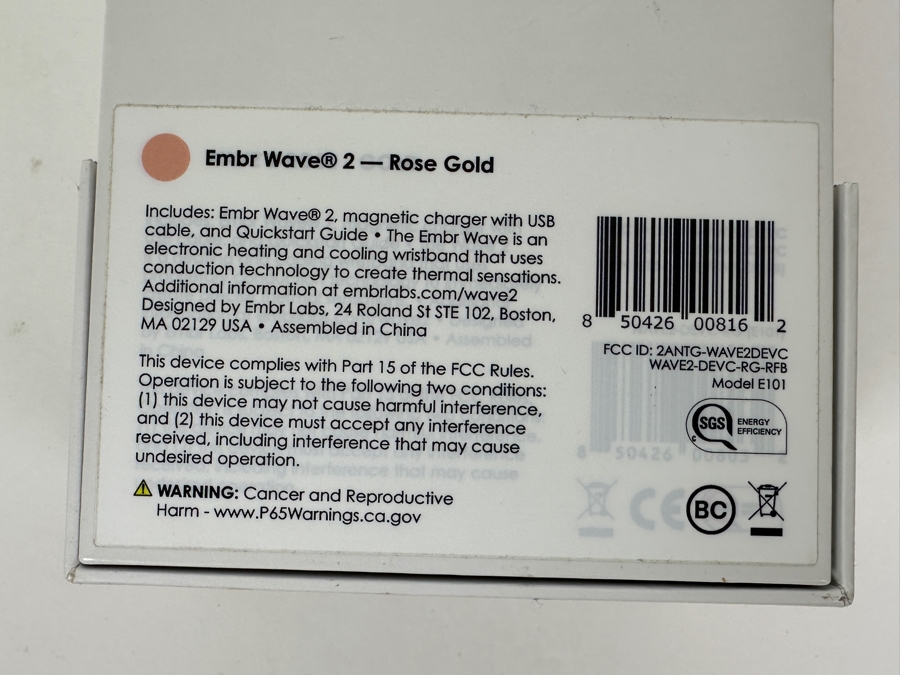 Embr Wave® 2 — Rose Gold
Includes: Embr Wave® 2, magnetic charger with USB
cable, and Quickstart Guide • The Embr Wave is an
electronic heating and cooling wristband that uses
conduction technology to create thermal sensations.
Additional information at embrlabs.com/wave2
Designed by Embr Labs, 24 Roland St STE 102, Boston,
MA 02129 USA • Assembled in China
This device complies with Part 15 of the FCC Rules.
Operation is subject to the following two conditions:
(1) this device may not cause harmful interference,
and (2) this device must accept any interference
received, including interference that may cause
undesired operation.
WARNING: Cancer and Reproductive
Harm - www.P65Warnings.ca.gov
8 50426 00816 2
FCC ID: 2ANTG-WAVE2DEVC
WAVE2-DEVC-RG-RFB
Model E101
SGS ENERGY
EFFICIENCY
c
CE
BC